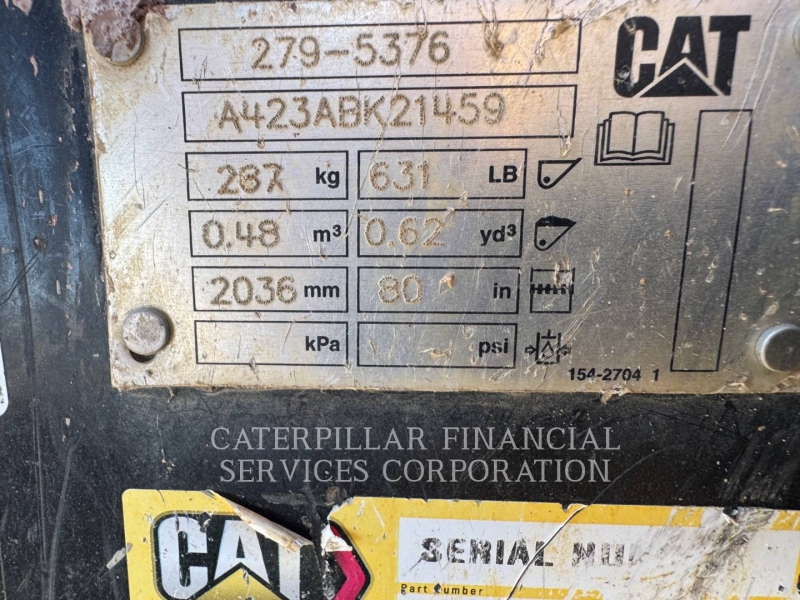 279-5376
CAT
A423ABK21459
287 kg 631 LB
0.48 m³ 0.62 yd³
2036 mm 80 in
kPa psi
154-2704 1
CATERPILLAR FINANCIAL
SERVICES CORPORATION
CAT
SERIAL
Part Number